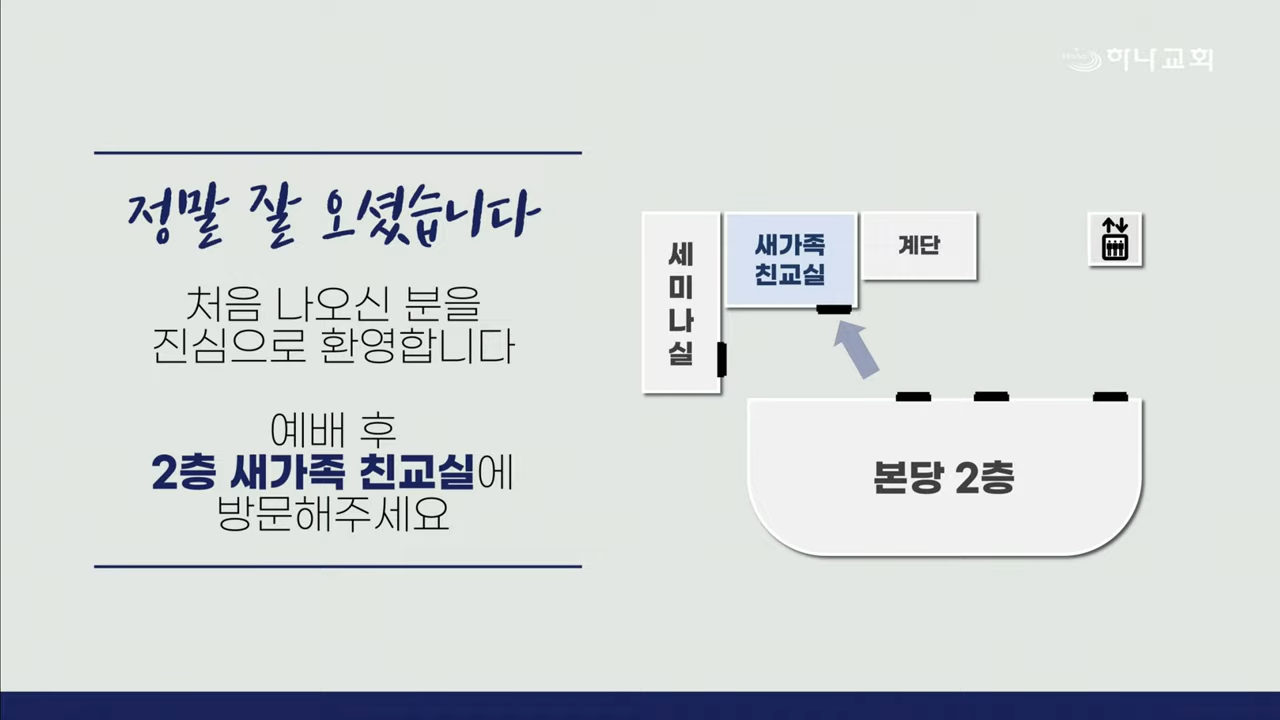 하나교회
정말 잘 오셨습니다
처음 나오신 분을
진심으로 환영합니다
예배 후
2층 새가족 친교실에
방문해주세요
세미나실
새가족
친교실
계단
본당 2층